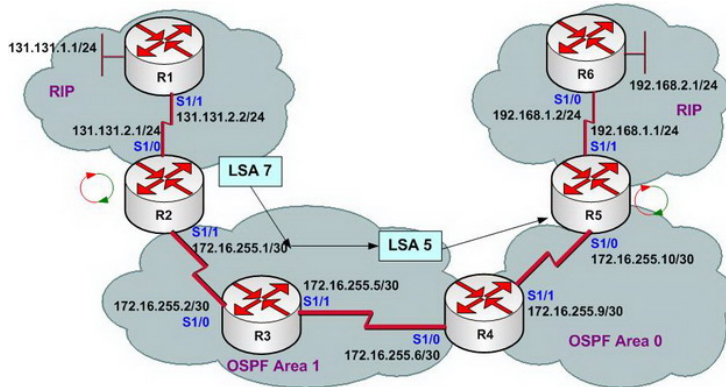 131.131.1.1/24
R1
RIP
S1/1
131.131.2.2/24
131.131.2.1/24
S1/0
R2
S1/1
172.16.255.1/30
LSA 7
LSA 5
172.16.255.2/30
S1/0
R3
172.16.255.5/30
S1/1
OSPF Area 1
S1/0
172.16.255.6/30
R4
S1/1
172.16.255.9/30
OSPF Area 0
R6
192.168.2.1/24
S1/0
192.168.1.2/24
RIP
192.168.1.1/24
S1/1
R5
S1/0
172.16.255.10/30